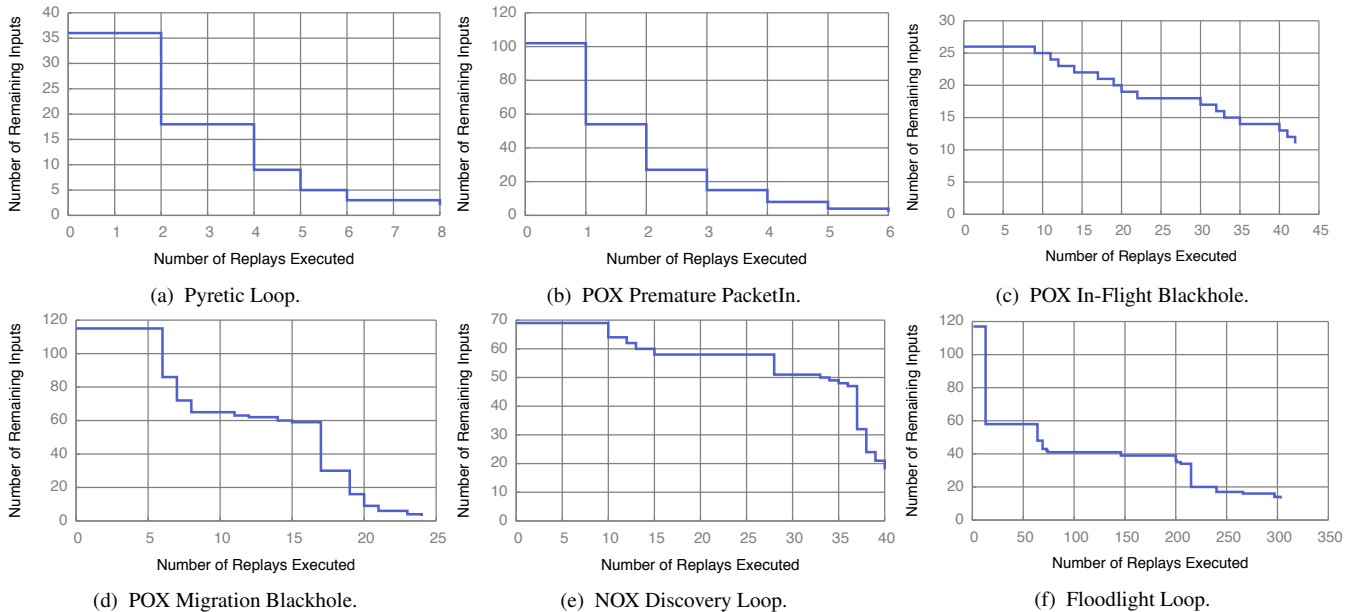 40
35
30
25
20
15
10
5
0
0 1 2 3 4 5 6 7 8
Number of Remaining Inputs
Number of Replays Executed
(a) Pyretic Loop.
120
100
80
60
40
20
0
0 1 2 3 4 5 6
Number of Remaining Inputs
Number of Replays Executed
(b) POX Premature PacketIn.
30
25
20
15
10
5
0
0 5 10 15 20 25 30 35 40 45
Number of Remaining Inputs
Number of Replays Executed
(c) POX In-Flight Blackhole.
120
100
80
60
40
20
0
0 5 10 15 20 25
Number of Remaining Inputs
Number of Replays Executed
(d) POX Migration Blackhole.
70
60
50
40
30
20
10
0
0 5 10 15 20 25 30 35 40
Number of Remaining Inputs
Number of Replays Executed
(e) NOX Discovery Loop.
120
100
80
60
40
20
0
0 50 100 150 200 250 300 350
Number of Remaining Inputs
Number of Replays Executed
(f) Floodlight Loop.